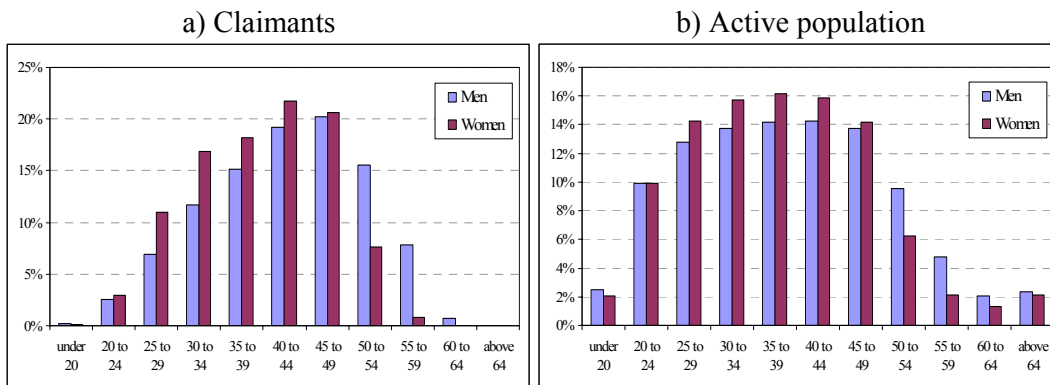 a) Claimants
25%
20%
15%
10%
5%
0%
Men
Women
under 20 to 25 to 30 to 35 to 40 to 45 to 50 to 55 to 60 to above
20 24 29 34 39 44 49 54 59 64 64
b) Active population
18%
16%
14%
12%
10%
8%
6%
4%
2%
0%
Men
Women
under 20 to 25 to 30 to 35 to 40 to 45 to 50 to 55 to 60 to above
20 24 29 34 39 44 49 54 59 64 64